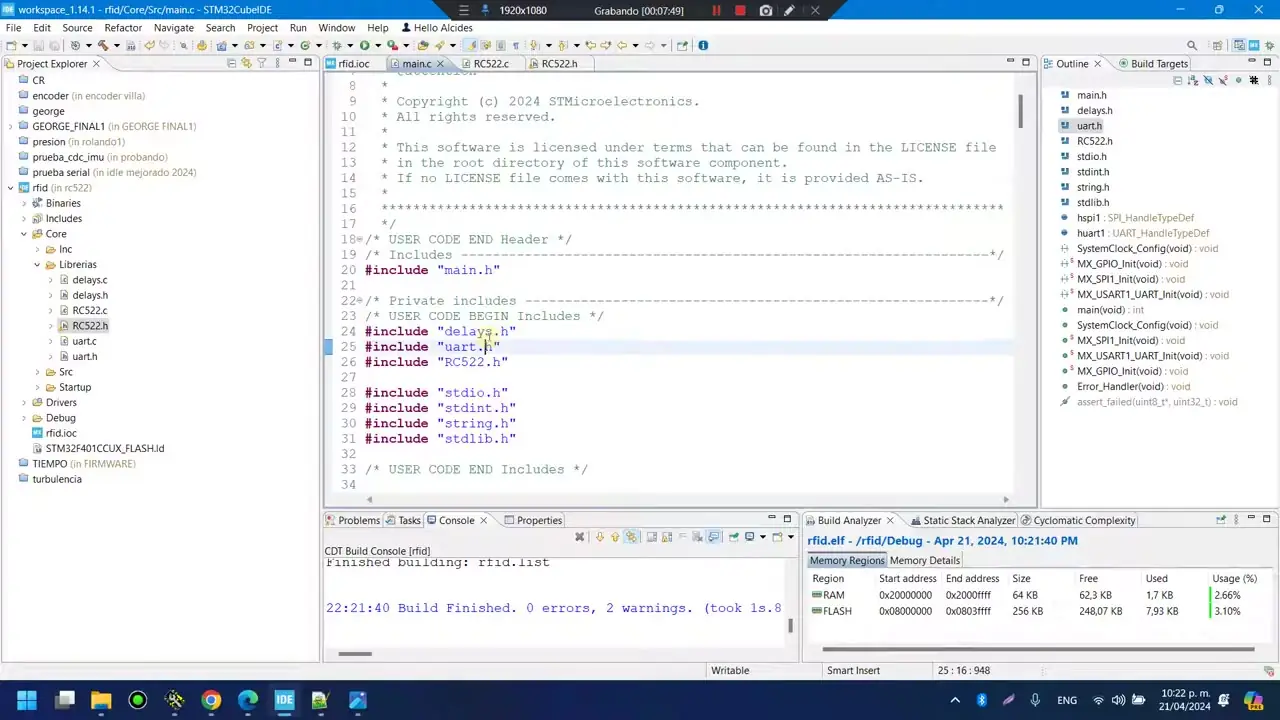 workspace_1.14.1 - rfid/Core/Src/main.c - STM32CubeIDE
1920x1080
Grabando (00:07:49)
File Edit Source Refactor Navigate Search Project Run Window Help Hello Alcides
Project Explorer
CR
encoder (in encoder villa)
george
GEORGE_FINAL1 (in GEORGE FINAL1)
presion (in rolando1)
prueba_cdc_imu (in probando)
prueba serial (in idle mejorado 2024)
rfid (in rc522)
Binaries
Includes
Core
Inc
Librerias
delays.c
delays.h
RC522.c
RC522.h
uart.c
uart.h
Src
Startup
Drivers
Debug
rfid.ioc
STM32F401CCUX_FLASH.ld
TIEMPO (in FIRMWARE)
turbulencia
rfid.ioc main.c RC522.c RC522.h
8 *
9 * Copyright (c) 2024 STMicroelectronics.
10 * All rights reserved.
11 *
12 * This software is licensed under terms that can be found in the LICENSE file
13 * in the root directory of this software component.
14 * If no LICENSE file comes with this software, it is provided AS-IS.
15 *
16 ******************************************************************************
17 */
18 /* USER CODE END Header */
19 /* Includes ------------------------------------------------------------------*/
20 #include "main.h"
21
22 /* Private includes ----------------------------------------------------------*/
23 /* USER CODE BEGIN Includes */
24 #include "delays.h"
25 #include "uart.h"
26 #include "RC522.h"
27
28 #include "stdio.h"
29 #include "stdint.h"
30 #include "string.h"
31 #include "stdlib.h"
32
33 /* USER CODE END Includes */
34
Outline Build Targets
main.h
delays.h
uart.h
RC522.h
stdio.h
stdint.h
string.h
stdlib.h
hspi1 : SPI_HandleTypeDef
huart1 : UART_HandleTypeDef
SystemClock_Config(void) : void
MX_GPIO_Init(void) : void
MX_SPI1_Init(void) : void
MX_USART1_UART_Init(void) : void
main(void) : int
SystemClock_Config(void) : void
MX_SPI1_Init(void) : void
MX_USART1_UART_Init(void) : void
MX_GPIO_Init(void) : void
Error_Handler(void) : void
assert_failed(uint8_t*, uint32_t) : void
Problems Tasks Console Properties
CDT Build Console [rfid]
Finished building: rfid.list
22:21:40 Build Finished. 0 errors, 2 warnings. (took 1s.8
Build Analyzer Static Stack Analyzer Cyclomatic Complexity
rfid.elf - /rfid/Debug - Apr 21, 2024, 10:21:40 PM
Memory Regions Memory Details
Region Start address End address Size Free Used Usage (%)
RAM 0x20000000 0x2000ffff 64 KB 62,3 KB 1,7 KB 2.66%
FLASH 0x08000000 0x0803ffff 256 KB 248,07 KB 7,93 KB 3.10%
Writable Smart Insert 25 : 16 : 948
IDE
ENG
10:22 p. m.
21/04/2024